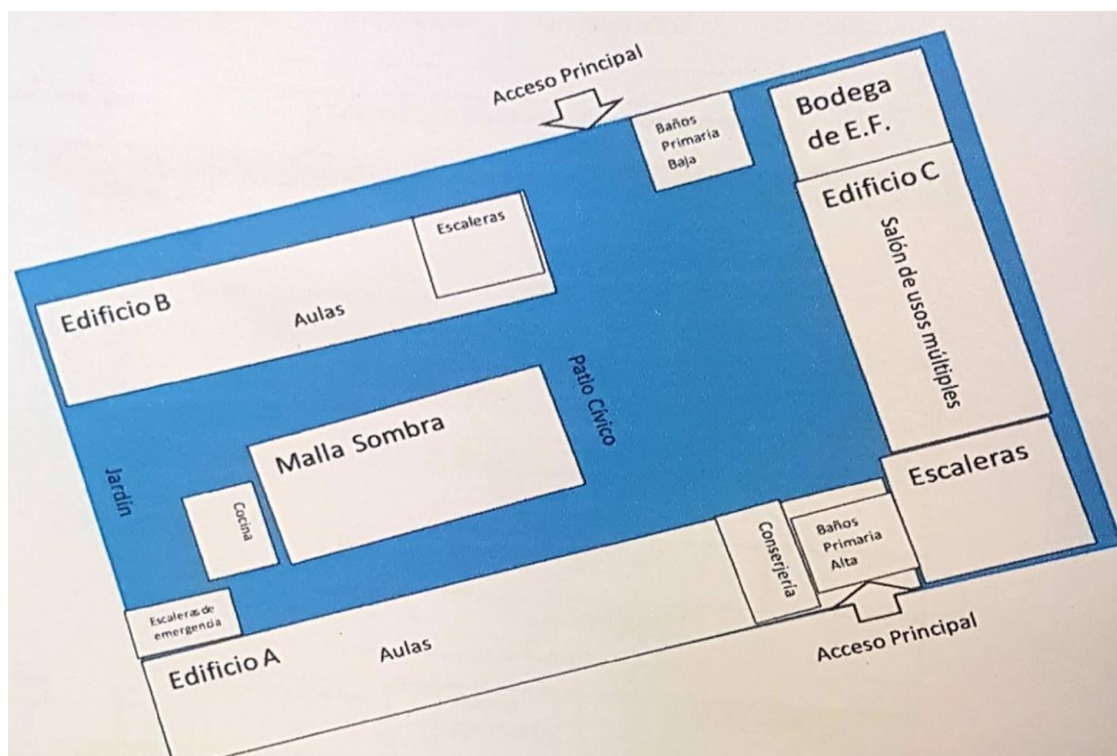 Acceso Principal
Baños
Primaria
Baja
Bodega
de E.F.
Edificio C
Salón de usos múltiples
Escaleras
Edificio B
Aulas
Malla Sombra
Patio Cívico
Jardín
Cocina
Escaleras
Escaleras de
emergencia
Conserjería
Baños
Primaria
Alta
Edificio A
Aulas
Acceso Principal